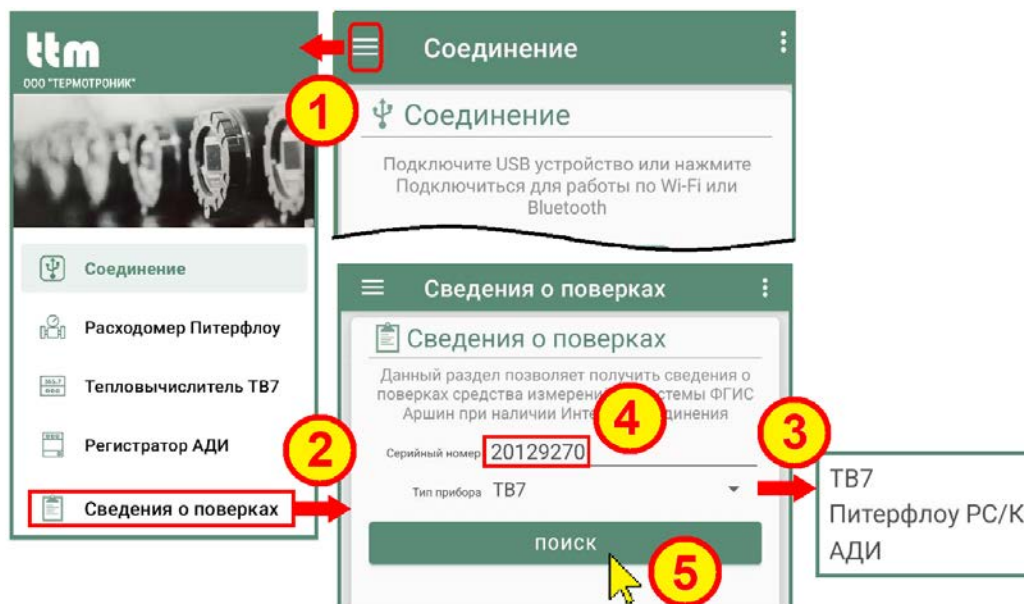 ttm
ООО "ТЕРМОТРОНИК"
Соединение
Расходомер Питерфлоу
Тепловычислитель ТВ7
Регистратор АДИ
Сведения о поверках
1
Соединение
Соединение
Подключите USB устройство или нажмите
Подключиться для работы по Wi-Fi или
Bluetooth
2
Сведения о поверках
Сведения о поверках
Данный раздел позволяет получить сведения о
поверках средства ФГИС
Аршин при наличии
4
Серийный номер 20129270
Тип прибора ТВ7
3
ТВ7
Питерфлоу РС/К
АДИ
ПОИСК
5